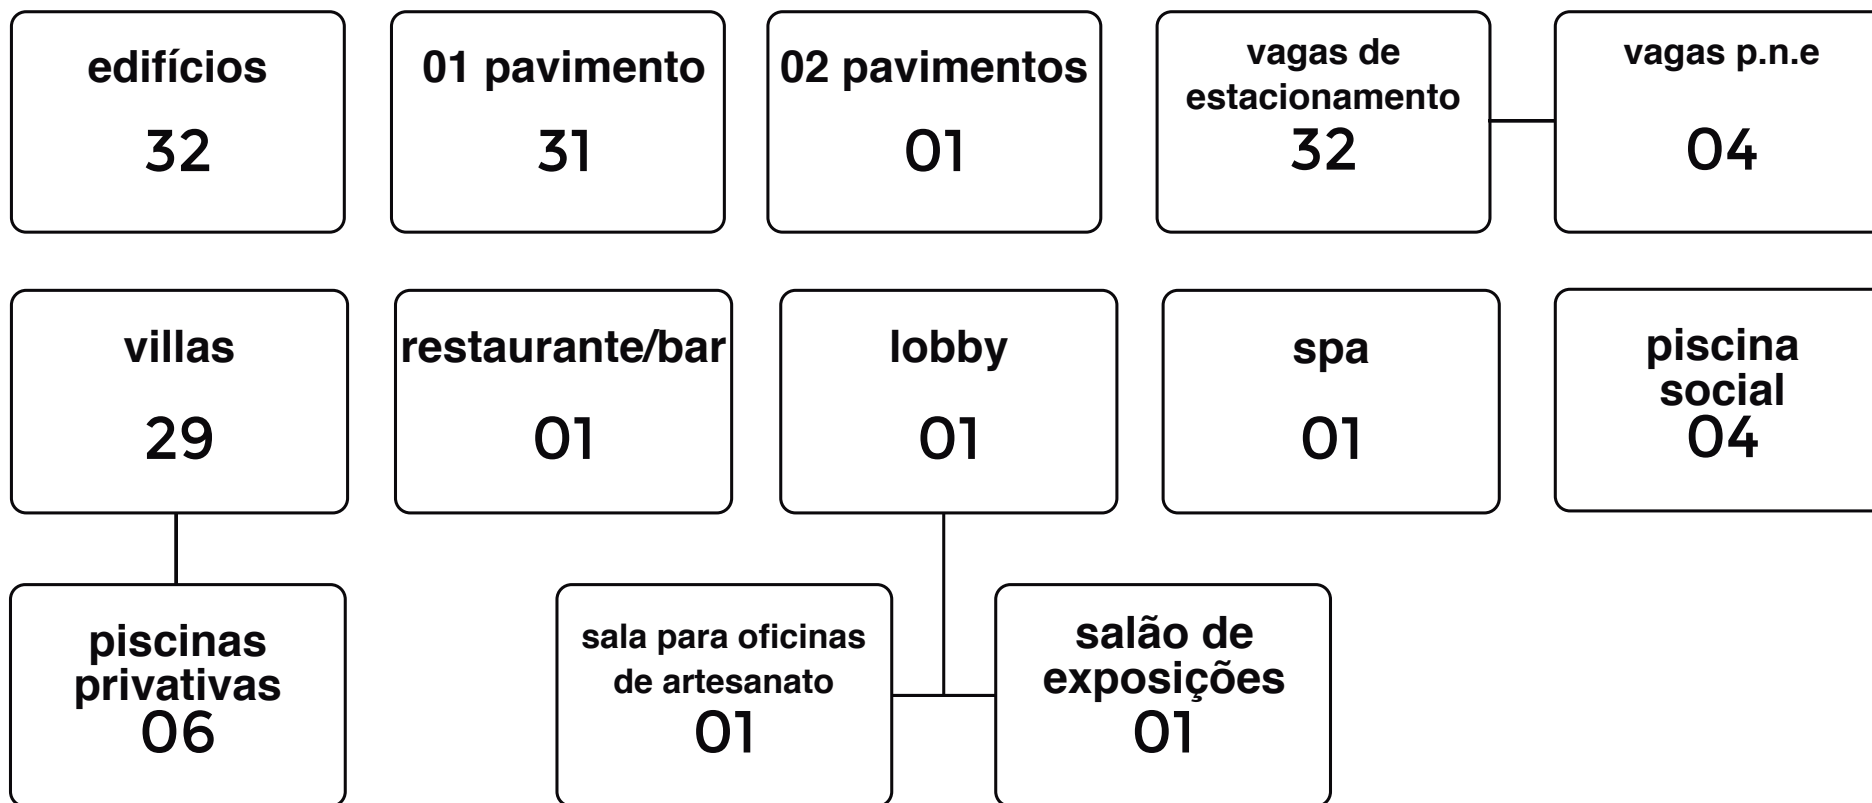 edifícios
32
01 pavimento
31
02 pavimentos
01
vagas de
estacionamento
32
vagas p.n.e
04
villas
29
restaurante/bar
01
lobby
01
spa
01
piscina
social
04
piscinas
privativas
06
sala para oficinas
de artesanato
01
salão de
exposições
01